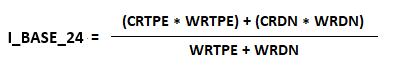 (CRTPE * WRTPE) + (CRDN * WRDN)
I_BASE_24 =
WRTPE + WRDN